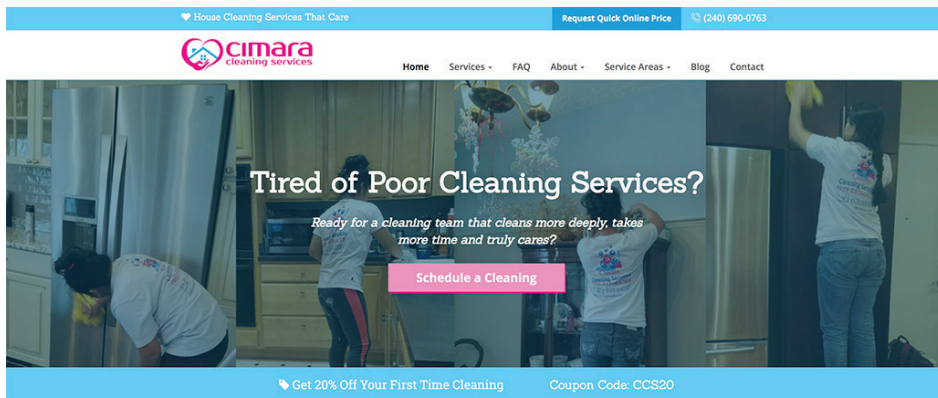 House Cleaning Services That Care
Request Quick Online Price
(240) 690-0763
cimara
cleaning services
Home
Services
FAQ
About
Service Areas
Blog
Contact
Tired of Poor Cleaning Services?
Ready for a cleaning team that cleans more deeply, takes
more time and truly cares?
Schedule a Cleaning
Get 20% Off Your First Time Cleaning
Coupon Code: CCS20